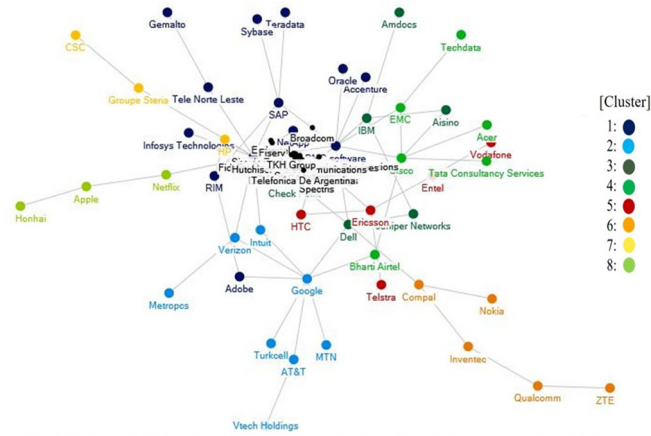 Gemalto
Teradata
Sybase
Amdocs
CSC
Techdata
Oracle
Accenture
Groupe Steria
Tele Norte Leste
SAP
[Cluster]
1:
2:
3:
4:
5:
6:
7:
8:
EMC
Aisino
IBM
Broadcom
Acer
Infosys Technologies
HP
Vodafone
TKH Group
Cisco
Tata Consultancy Services
Netflix
RIM
Telefonica De Argentina
Entel
Spectris
Check
Apple
Honhai
HTC
Ericsson
Juniper Networks
Dell
Verizon
Intuit
Bharti Airtel
Adobe
Google
Telstra
Compal
Metropcs
Nokia
Turkcell
MTN
AT&T
Inventec
Qualcomm
ZTE
Vtech Holdings